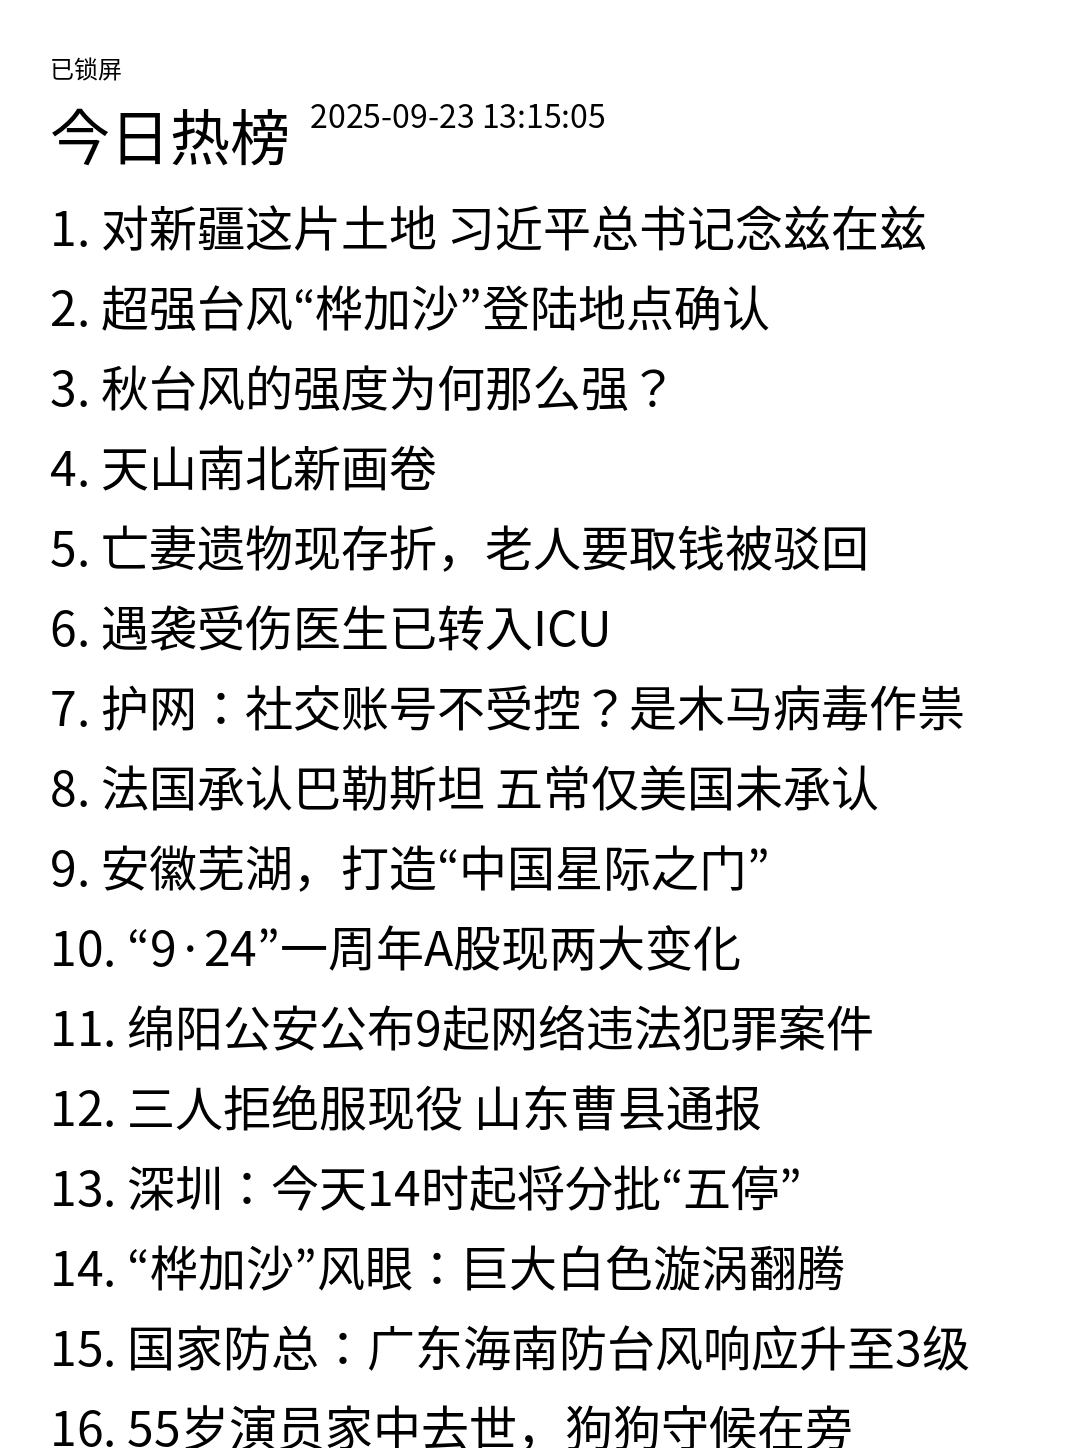 已锁屏
今日热榜 2025-09-23 13:15:05
1. 对新疆这片土地 习近平总书记念兹在兹
2. 超强台风“桦加沙”登陆地点确认
3. 秋台风的强度为何那么强？
4. 天山南北新画卷
5. 亡妻遗物现存折，老人要取钱被驳回
6. 遇袭受伤医生已转入ICU
7. 护网：社交账号不受控？是木马病毒作祟
8. 法国承认巴勒斯坦 五常仅美国未承认
9. 安徽芜湖，打造“中国星际之门”
10. “9·24”一周年A股现两大变化
11. 绵阳公安公布9起网络违法犯罪案件
12. 三人拒绝服现役 山东曹县通报
13. 深圳：今天14时起将分批“五停”
14. “桦加沙”风眼：巨大白色漩涡翻腾
15. 国家防总：广东海南防台风响应升至3级
16. 55岁演员家中去世，狗狗守候在旁